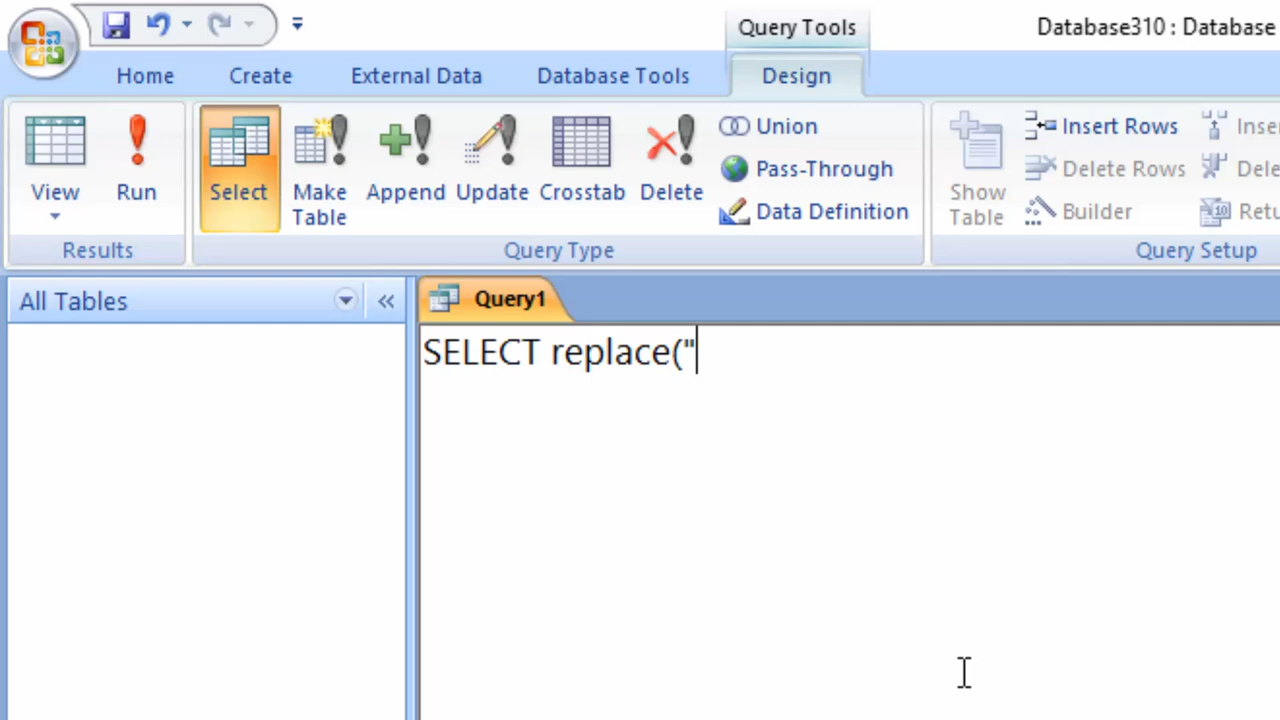 Query Tools
Database310 : Database
Home
Create
External Data
Database Tools
Design
View
Run
Select
Make
Table
Append
Update
Crosstab
Delete
Union
Pass-Through
Data Definition
Show
Table
Insert Rows
Delete Rows
Builder
Results
Query Type
Query Setup
All Tables
«
Query1
SELECT replace("